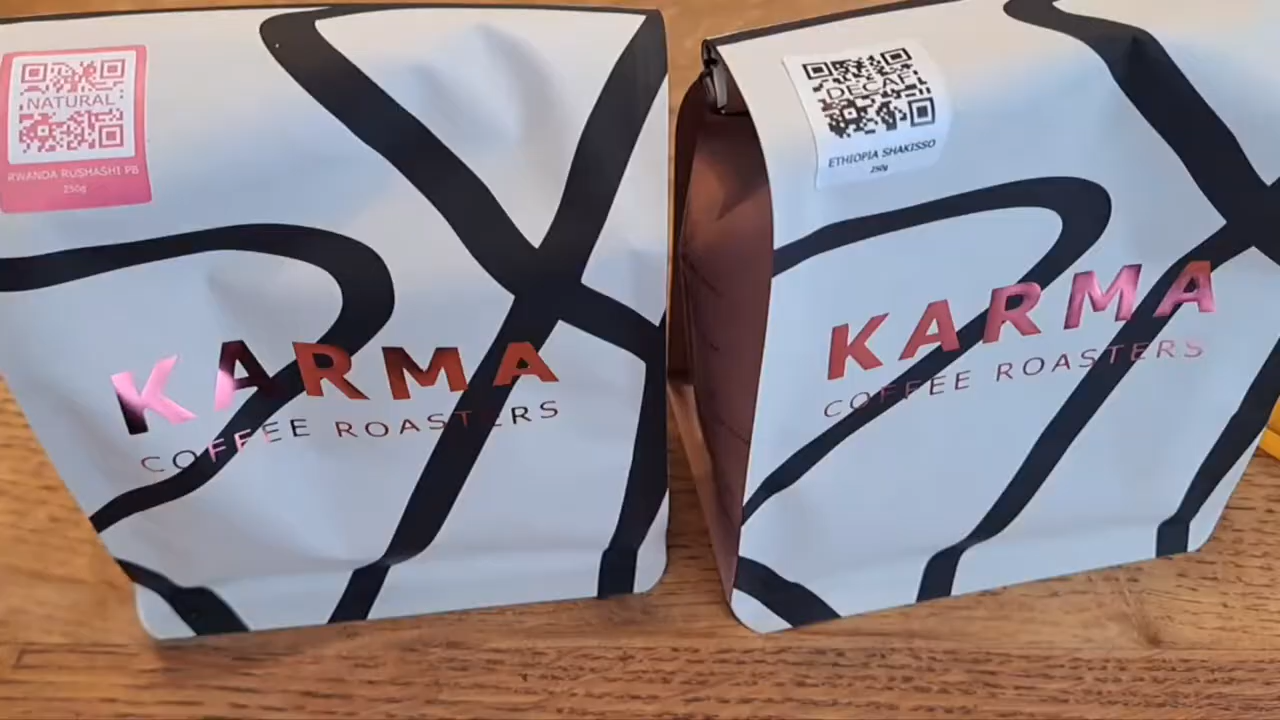 NATURAL
RWANDA RUSHASHI PB
250g
KARMA
COFFEE ROASTERS
DECAF
ETHIOPIA SHAKISSO
250g
KARMA
COFFEE ROASTERS